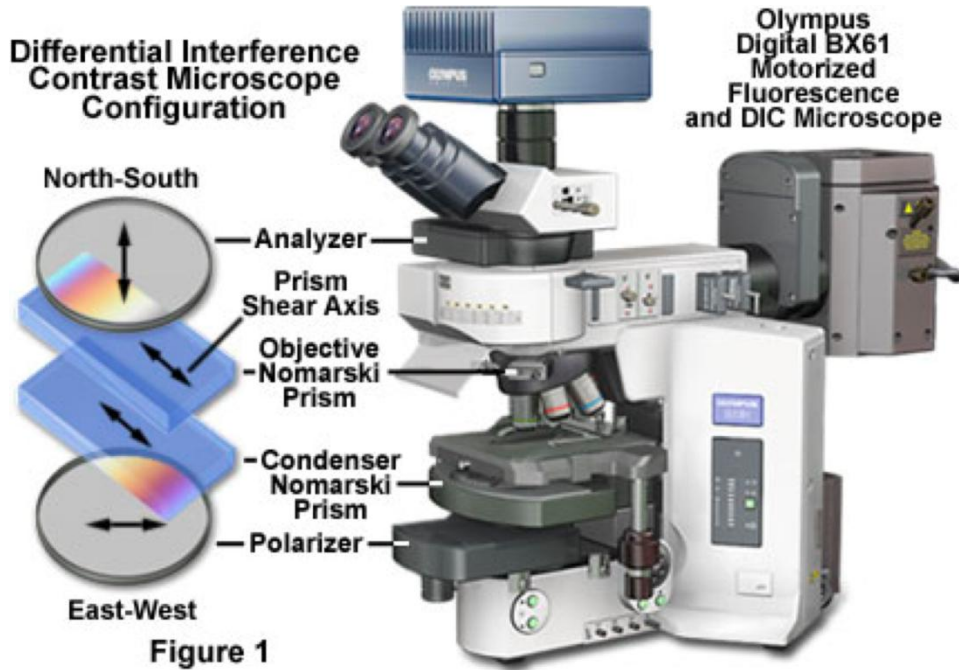 Differential Interference
Contrast Microscope
Configuration
Olympus
Digital BX61
Motorized
Fluorescence
and DIC Microscope
OLYMPUS
North-South
Analyzer
Prism
Shear Axis
Objective
Nomarski
Prism
OLYMPUS
Condenser
Nomarski
Prism
Polarizer
East-West
Figure 1